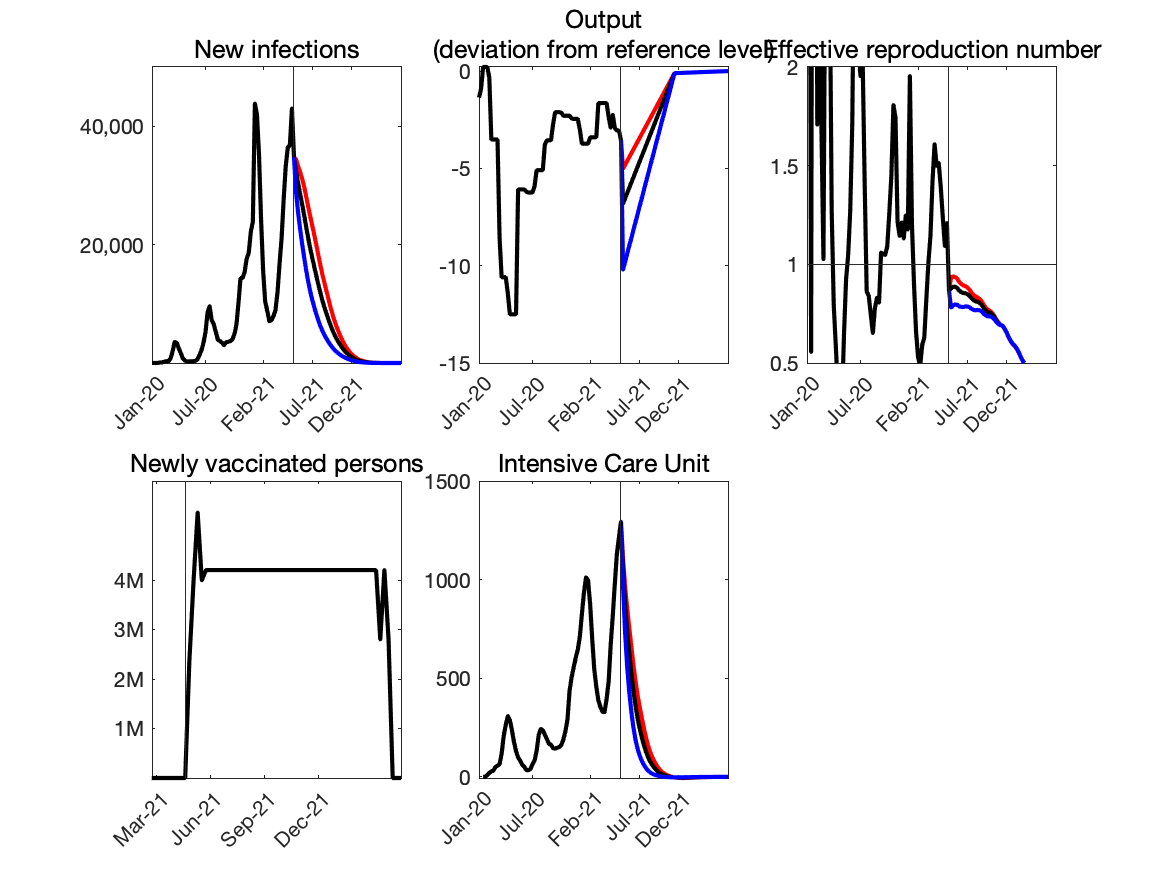 New infections
40,000
20,000
Jan-20
Jul-20
Feb-21
Jul-21
Dec-21
Output
(deviation from reference level)
0
-5
-10
-15
Jan-20
Jul-20
Feb-21
Jul-21
Dec-21
Effective reproduction number
2
1.5
1
0.5
Jan-20
Jul-20
Feb-21
Jul-21
Dec-21
Newly vaccinated persons
4M
3M
2M
1M
Mar-21
Jun-21
Sep-21
Dec-21
Intensive Care Unit
1500
1000
500
0
Jan-20
Jul-20
Feb-21
Jul-21
Dec-21